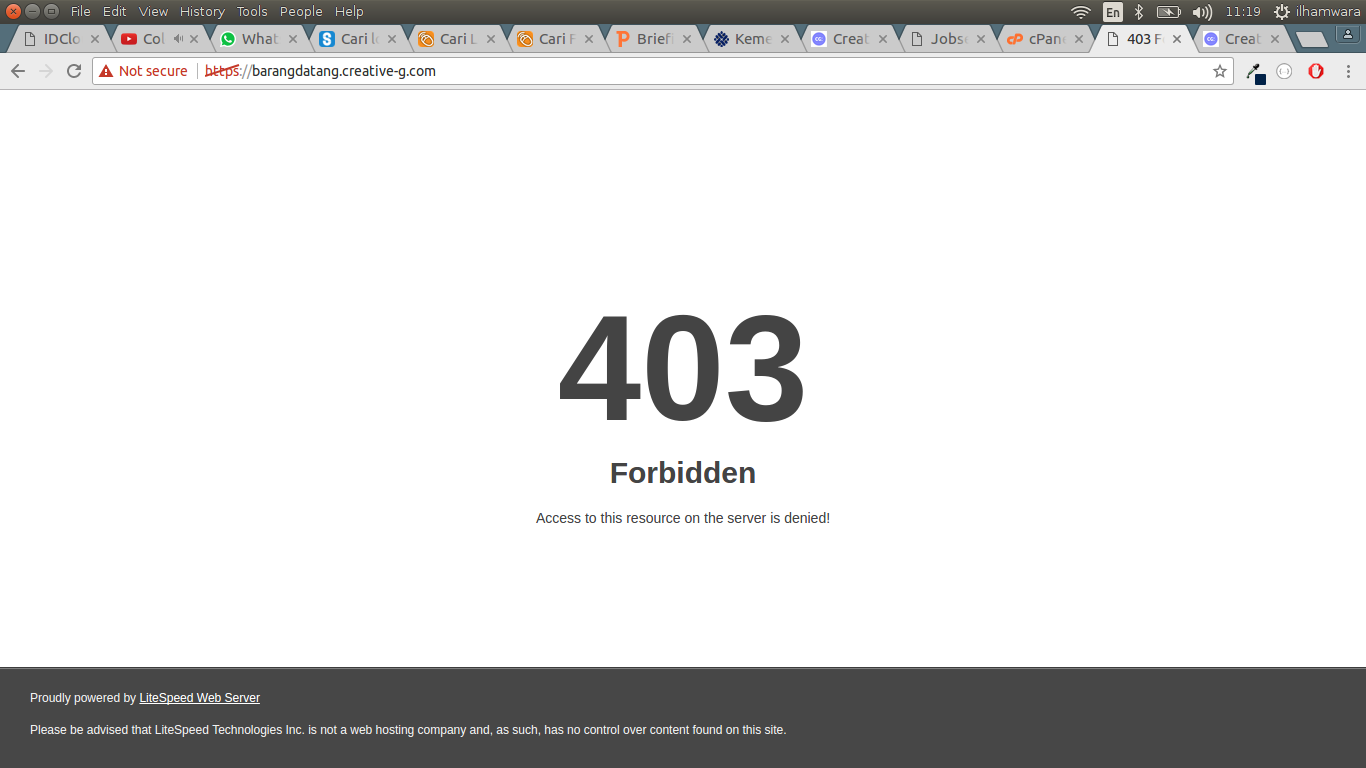 File Edit View History Tools People Help En 11:19 ilhamwara
IDClo Col What Cari l Cari L Cari F Briefi Keme Creat Jobs cPan 403 F Creat
Not secure https://barangdatang.creative-g.com
403
Forbidden
Access to this resource on the server is denied!
Proudly powered by LiteSpeed Web Server
Please be advised that LiteSpeed Technologies Inc. is not a web hosting company and, as such, has no control over content found on this site.